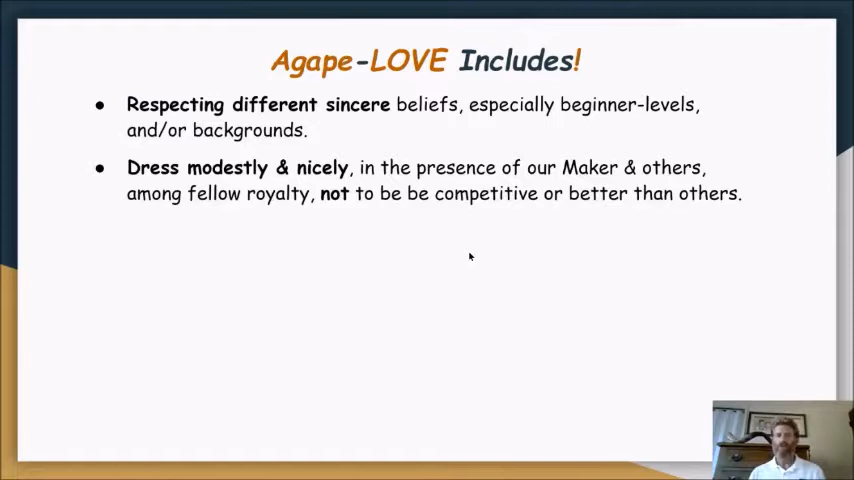 Agape-LOVE Includes!
● Respecting different sincere beliefs, especially beginner-levels,
and/or backgrounds.
● Dress modestly & nicely, in the presence of our Maker & others,
among fellow royalty, not to be be competitive or better than others.